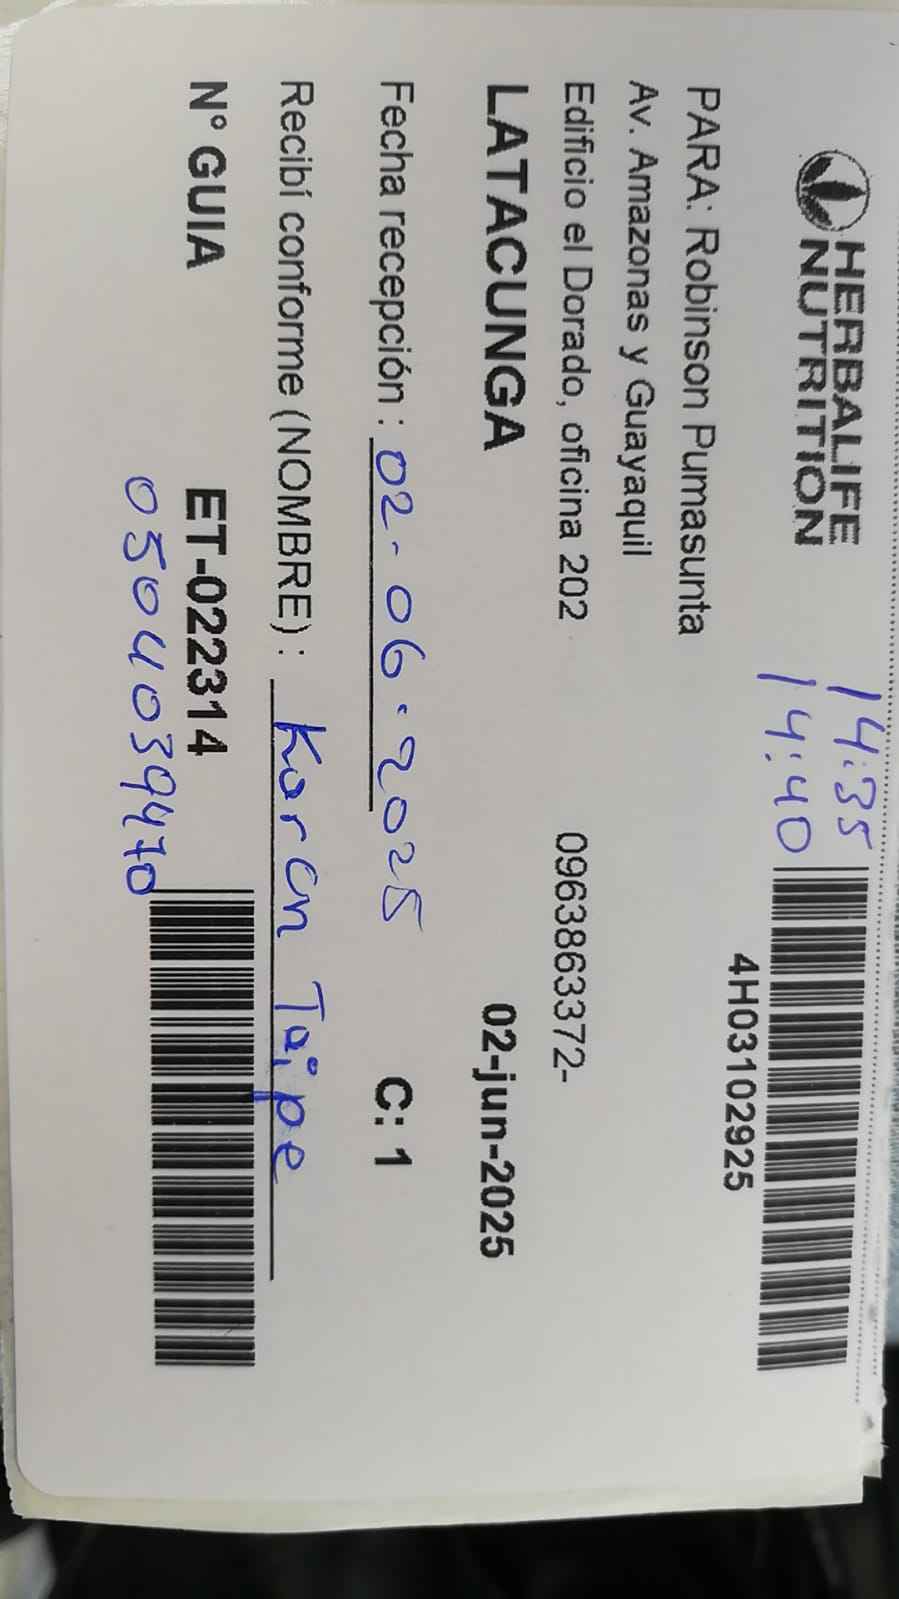 HERBALIFE
NUTRITION
14:35
14:40
4H03102925
PARA: Robinson Pumasunta
Av. Amazonas y Guayaquil
Edificio el Dorado, oficina 202 0963863372-
LATACUNGA 02-jun-2025
Fecha recepción : 02-06-2025 C: 1
Recibí conforme (NOMBRE) : Karen Taipe
N° GUIA ET-022314
0504039470